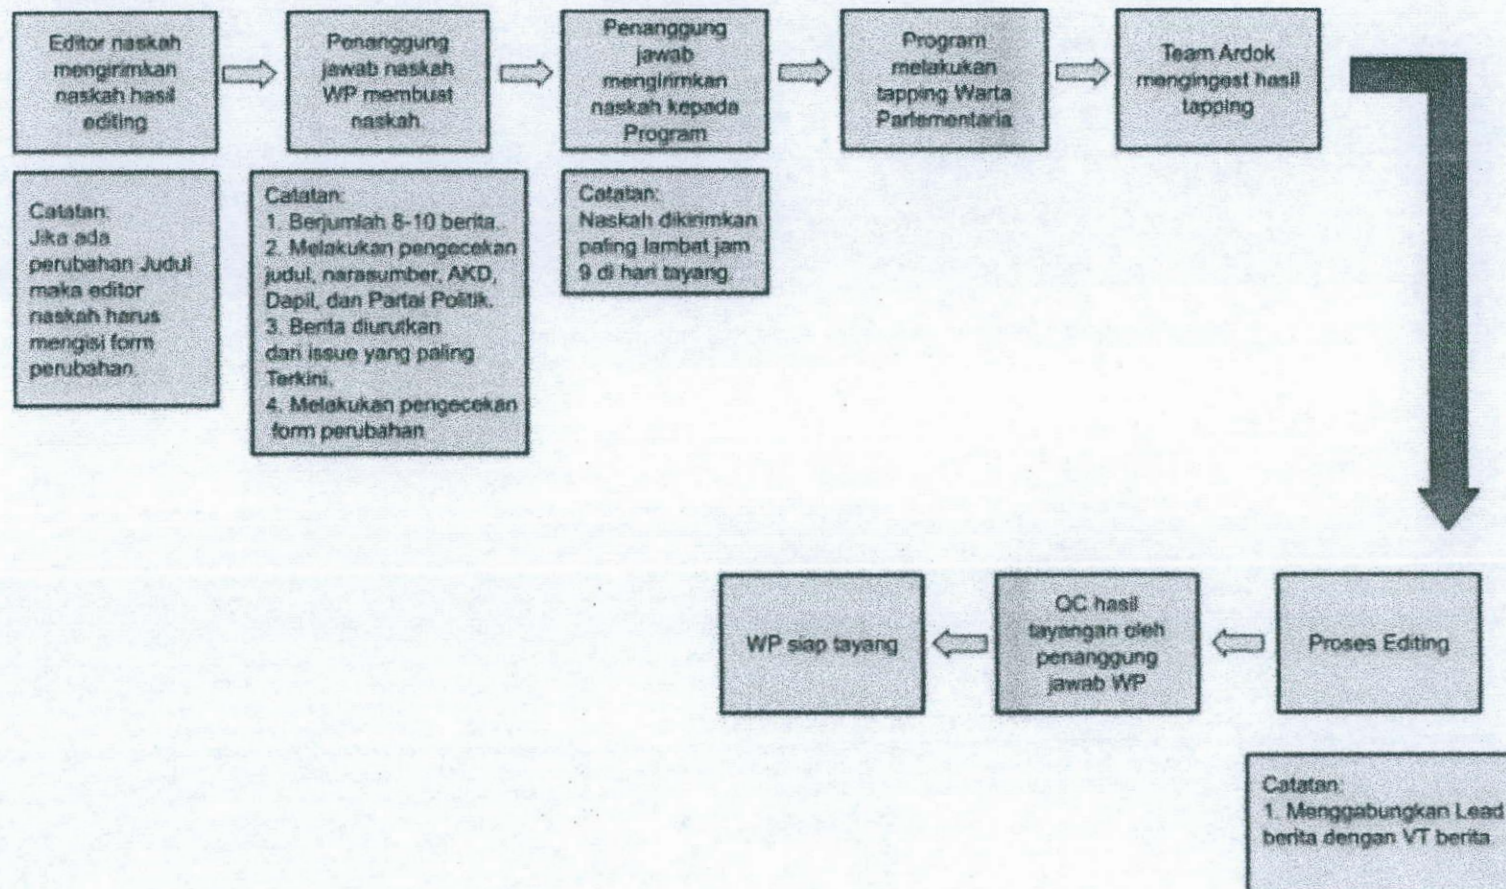 Editor naskah
mengirimkan
naskah hasil
editing
Penanggung
jawab naskah
WP membuat
naskah.
Penanggung
jawab
mengirimkan
naskah kepada
Program
Program
melakukan
tapping Warta
Parlementaria
Team Ardok
mengingest hasil
tapping
Catatan:
Jika ada
perubahan Judul
maka editor
naskah harus
mengisi form
perubahan.
Catatan:
1. Berjumlah 8-10 berita.
2. Melakukan pengecekan
judul, narasumber, AKD,
Dapil, dan Partai Politik.
3. Berita diurutkan
dari issue yang paling
Terkini.
4. Melakukan pengecekan
form perubahan
Catatan:
Naskah dikirimkan
paling lambat jam
9 di hari tayang.
WP siap tayang
QC hasil
tayangan oleh
penanggung
jawab WP
Proses Editing
Catatan:
1. Menggabungkan Lead
berita dengan VT berita